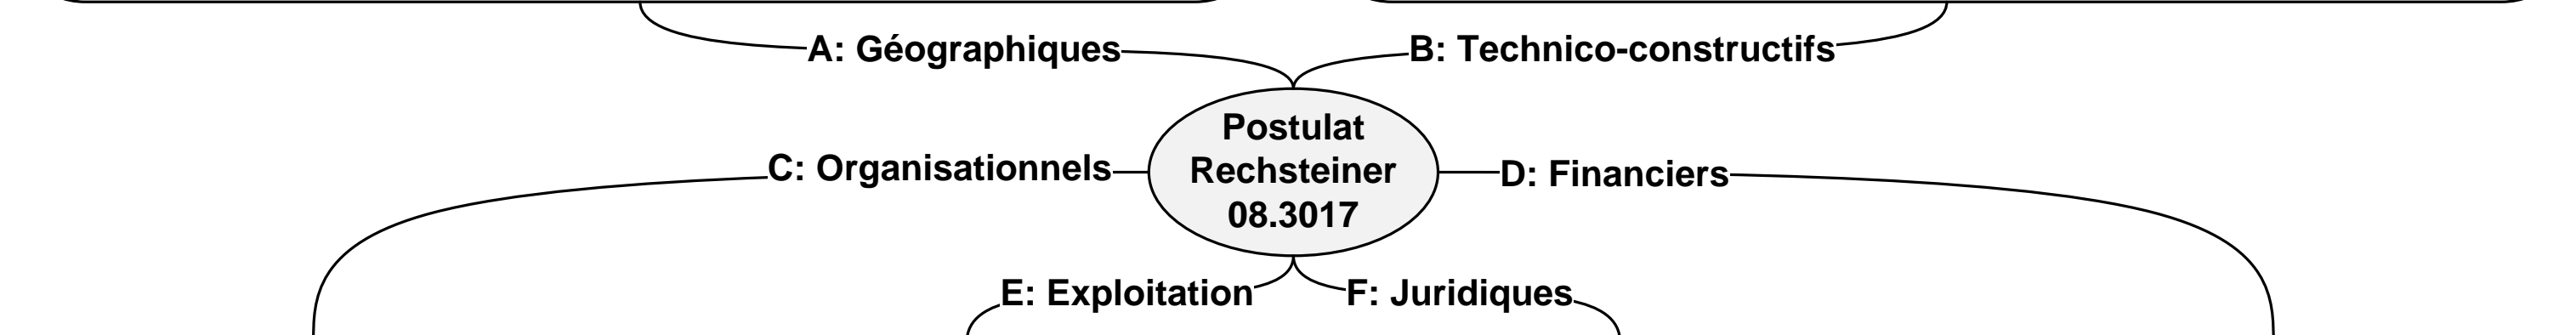 A: Géographiques
B: Technico-constructifs
Postulat
Rechsteiner
08.3017
C: Organisationnels
D: Financiers
E: Exploitation
F: Juridiques